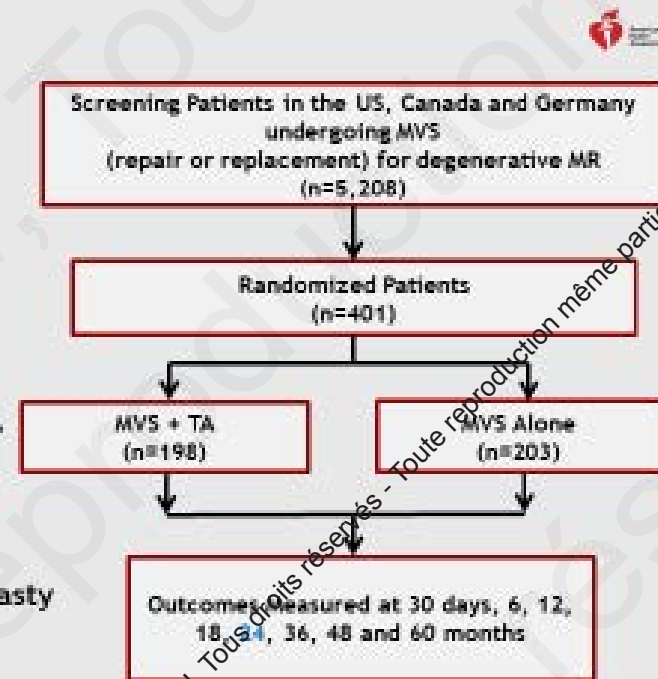 Screening Patients in the US, Canada and Germany
undergoing MVS
(repair or replacement) for degenerative MR
(n=5,208)
Randomized Patients
(n=401)
MVS + TA
(n=198)
MVS Alone
(n=203)
asty
Outcomes Measured at 30 days, 6, 12,
18, 24, 36, 48 and 60 months
Tous droits réservés - Toute reproduction même partie